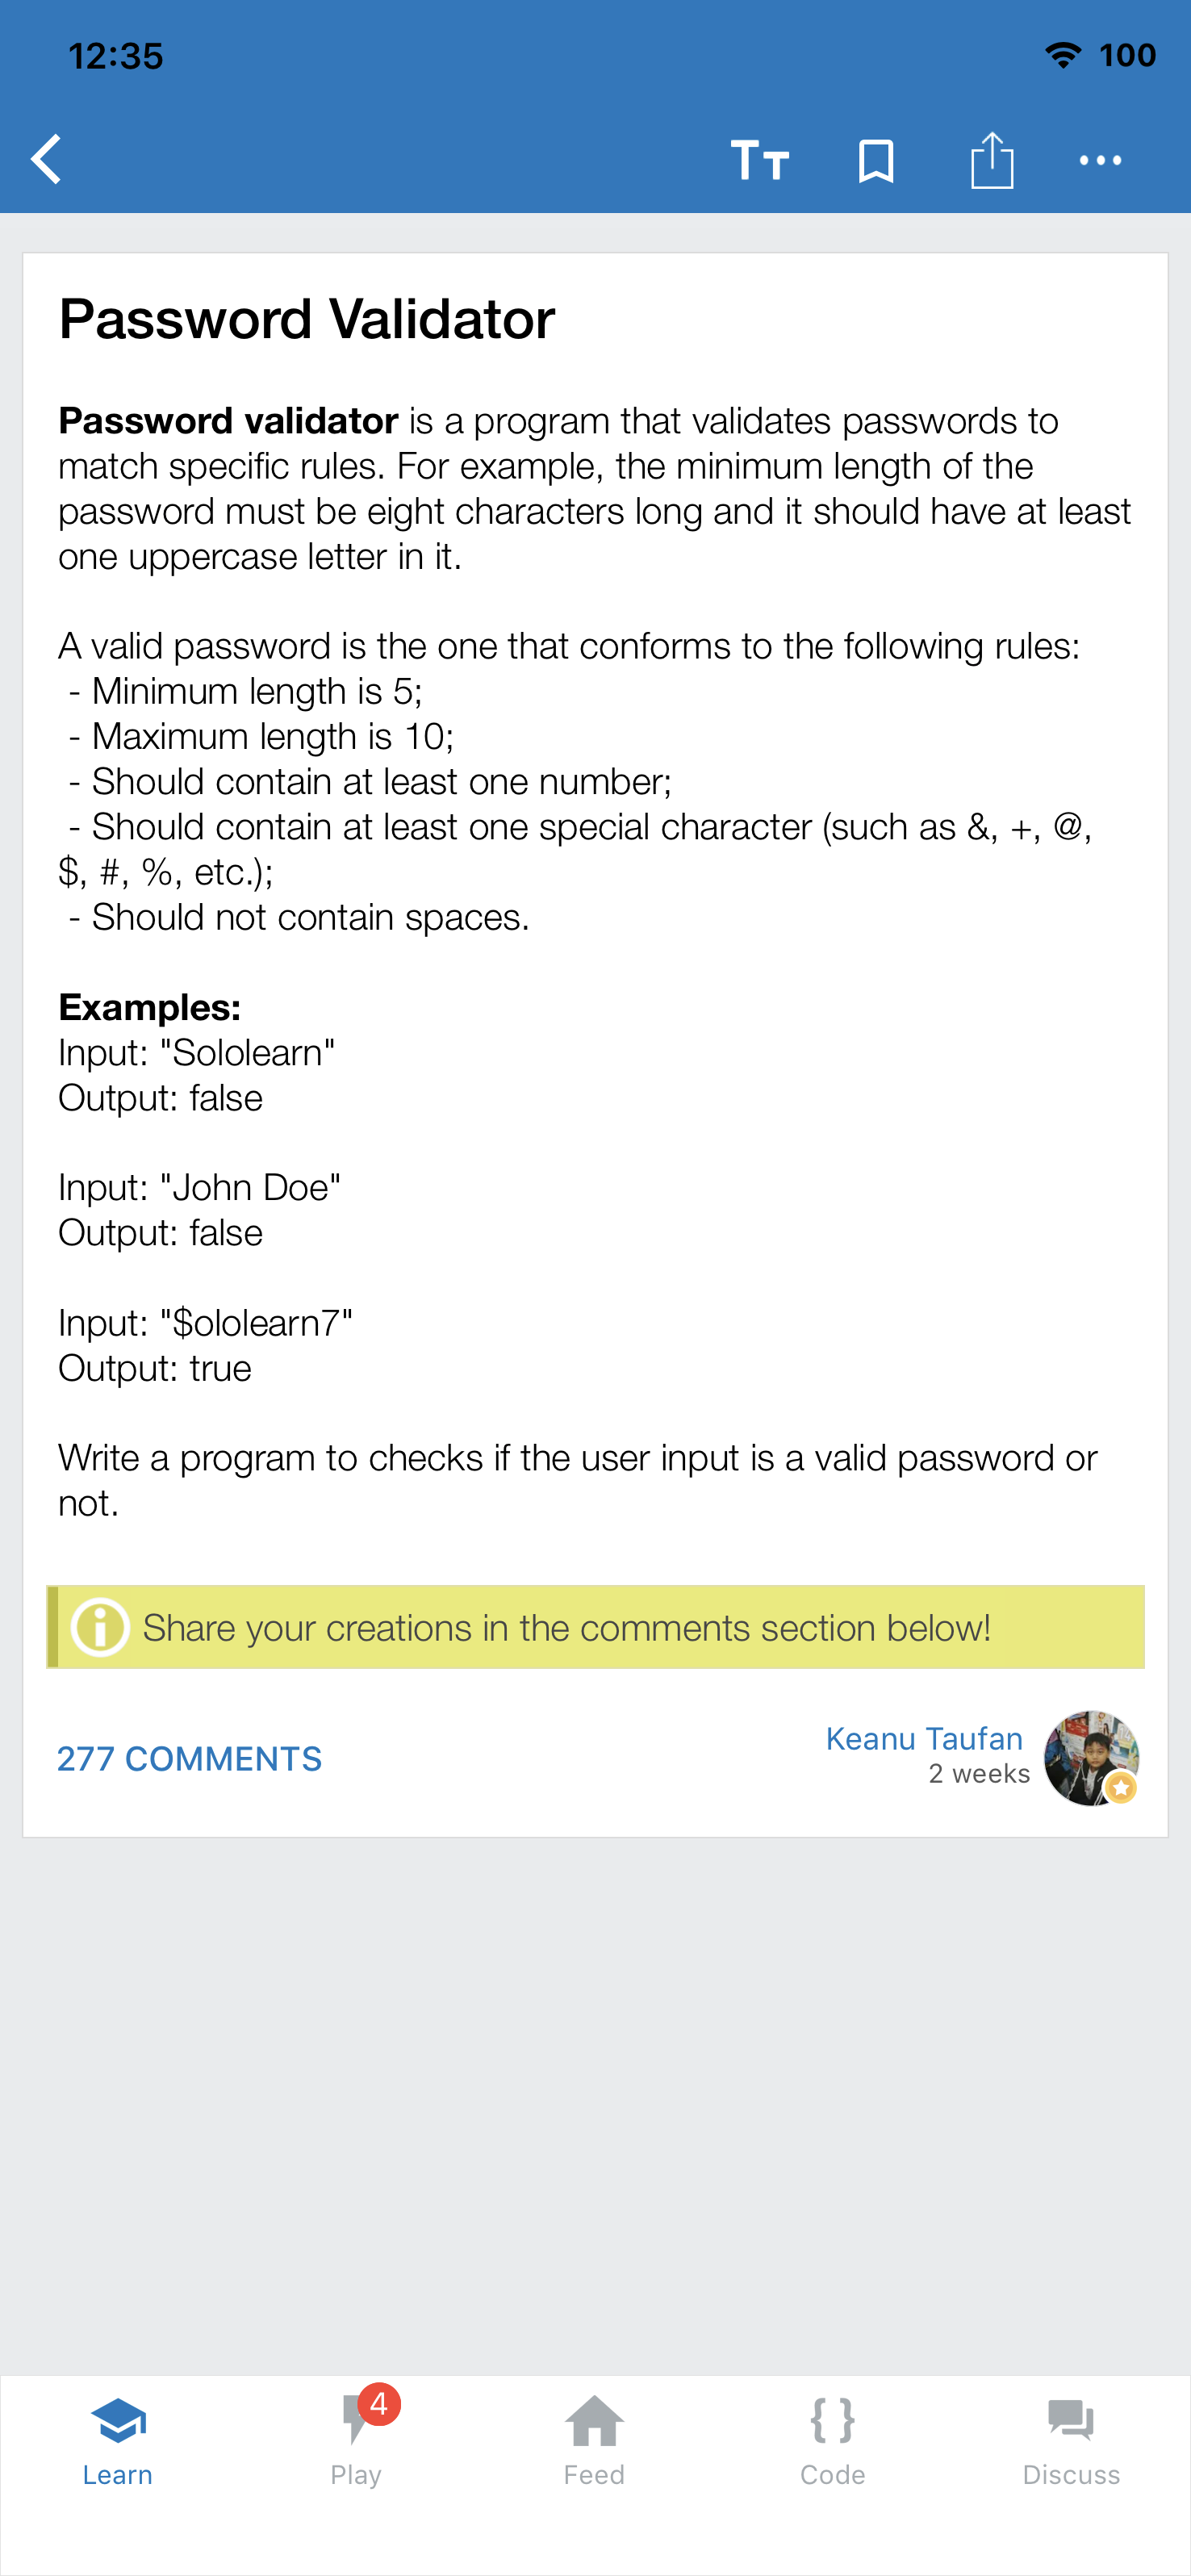 12:35
100
TT
Password Validator
Password validator is a program that validates passwords to
match specific rules. For example, the minimum length of the
password must be eight characters long and it should have at least
one uppercase letter in it.
A valid password is the one that conforms to the following rules:
- Minimum length is 5;
- Maximum length is 10;
- Should contain at least one number;
- Should contain at least one special character (such as &, +, @,
$, #, %, etc.);
- Should not contain spaces.
Examples:
Input: "Sololearn"
Output: false
Input: "John Doe"
Output: false
Input: "$ololearn7"
Output: true
Write a program to checks if the user input is a valid password or
not.
Share your creations in the comments section below!
277 COMMENTS
Keanu Taufan
2 weeks
4
Learn
Play
Feed
Code
Discuss